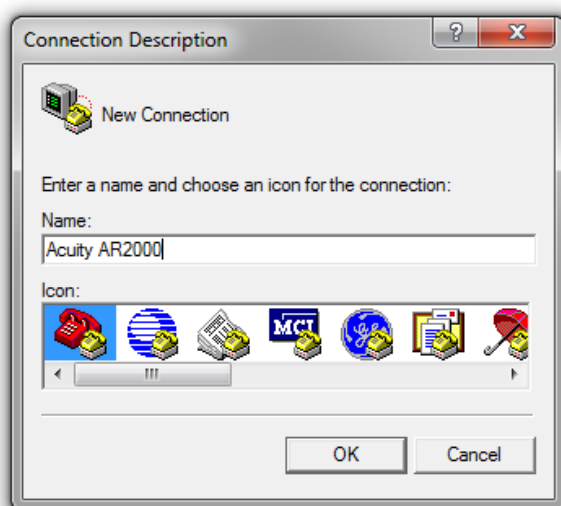 Connection Description
New Connection
Enter a name and choose an icon for the connection:
Name:
Acuity AR2000
Icon:
MCI
OK
Cancel